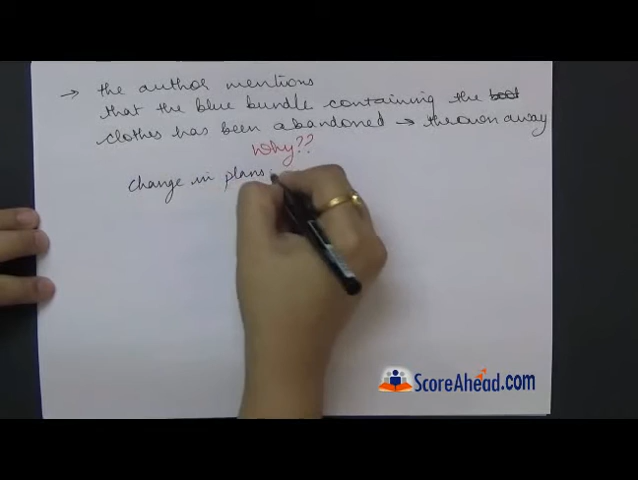 → the author mentions
that the blue bundle containing the boot
clothes has been abandoned → thrown away
Why??
change in plans
ScoreAhead.com